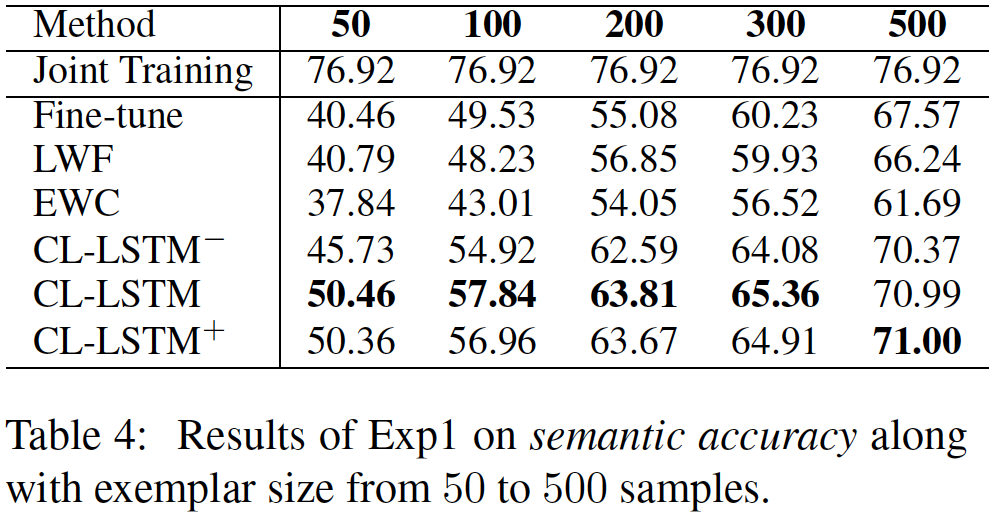 Method 50 100 200 300 500
Joint Training 76.92 76.92 76.92 76.92 76.92
Fine-tune 40.46 49.53 55.08 60.23 67.57
LWF 40.79 48.23 56.85 59.93 66.24
EWC 37.84 43.01 54.05 56.52 61.69
CL-LSTM⁻ 45.73 54.92 62.59 64.08 70.37
CL-LSTM 50.46 57.84 63.81 65.36 70.99
CL-LSTM⁺ 50.36 56.96 63.67 64.91 71.00
Table 4: Results of Exp1 on semantic accuracy along
with exemplar size from 50 to 500 samples.